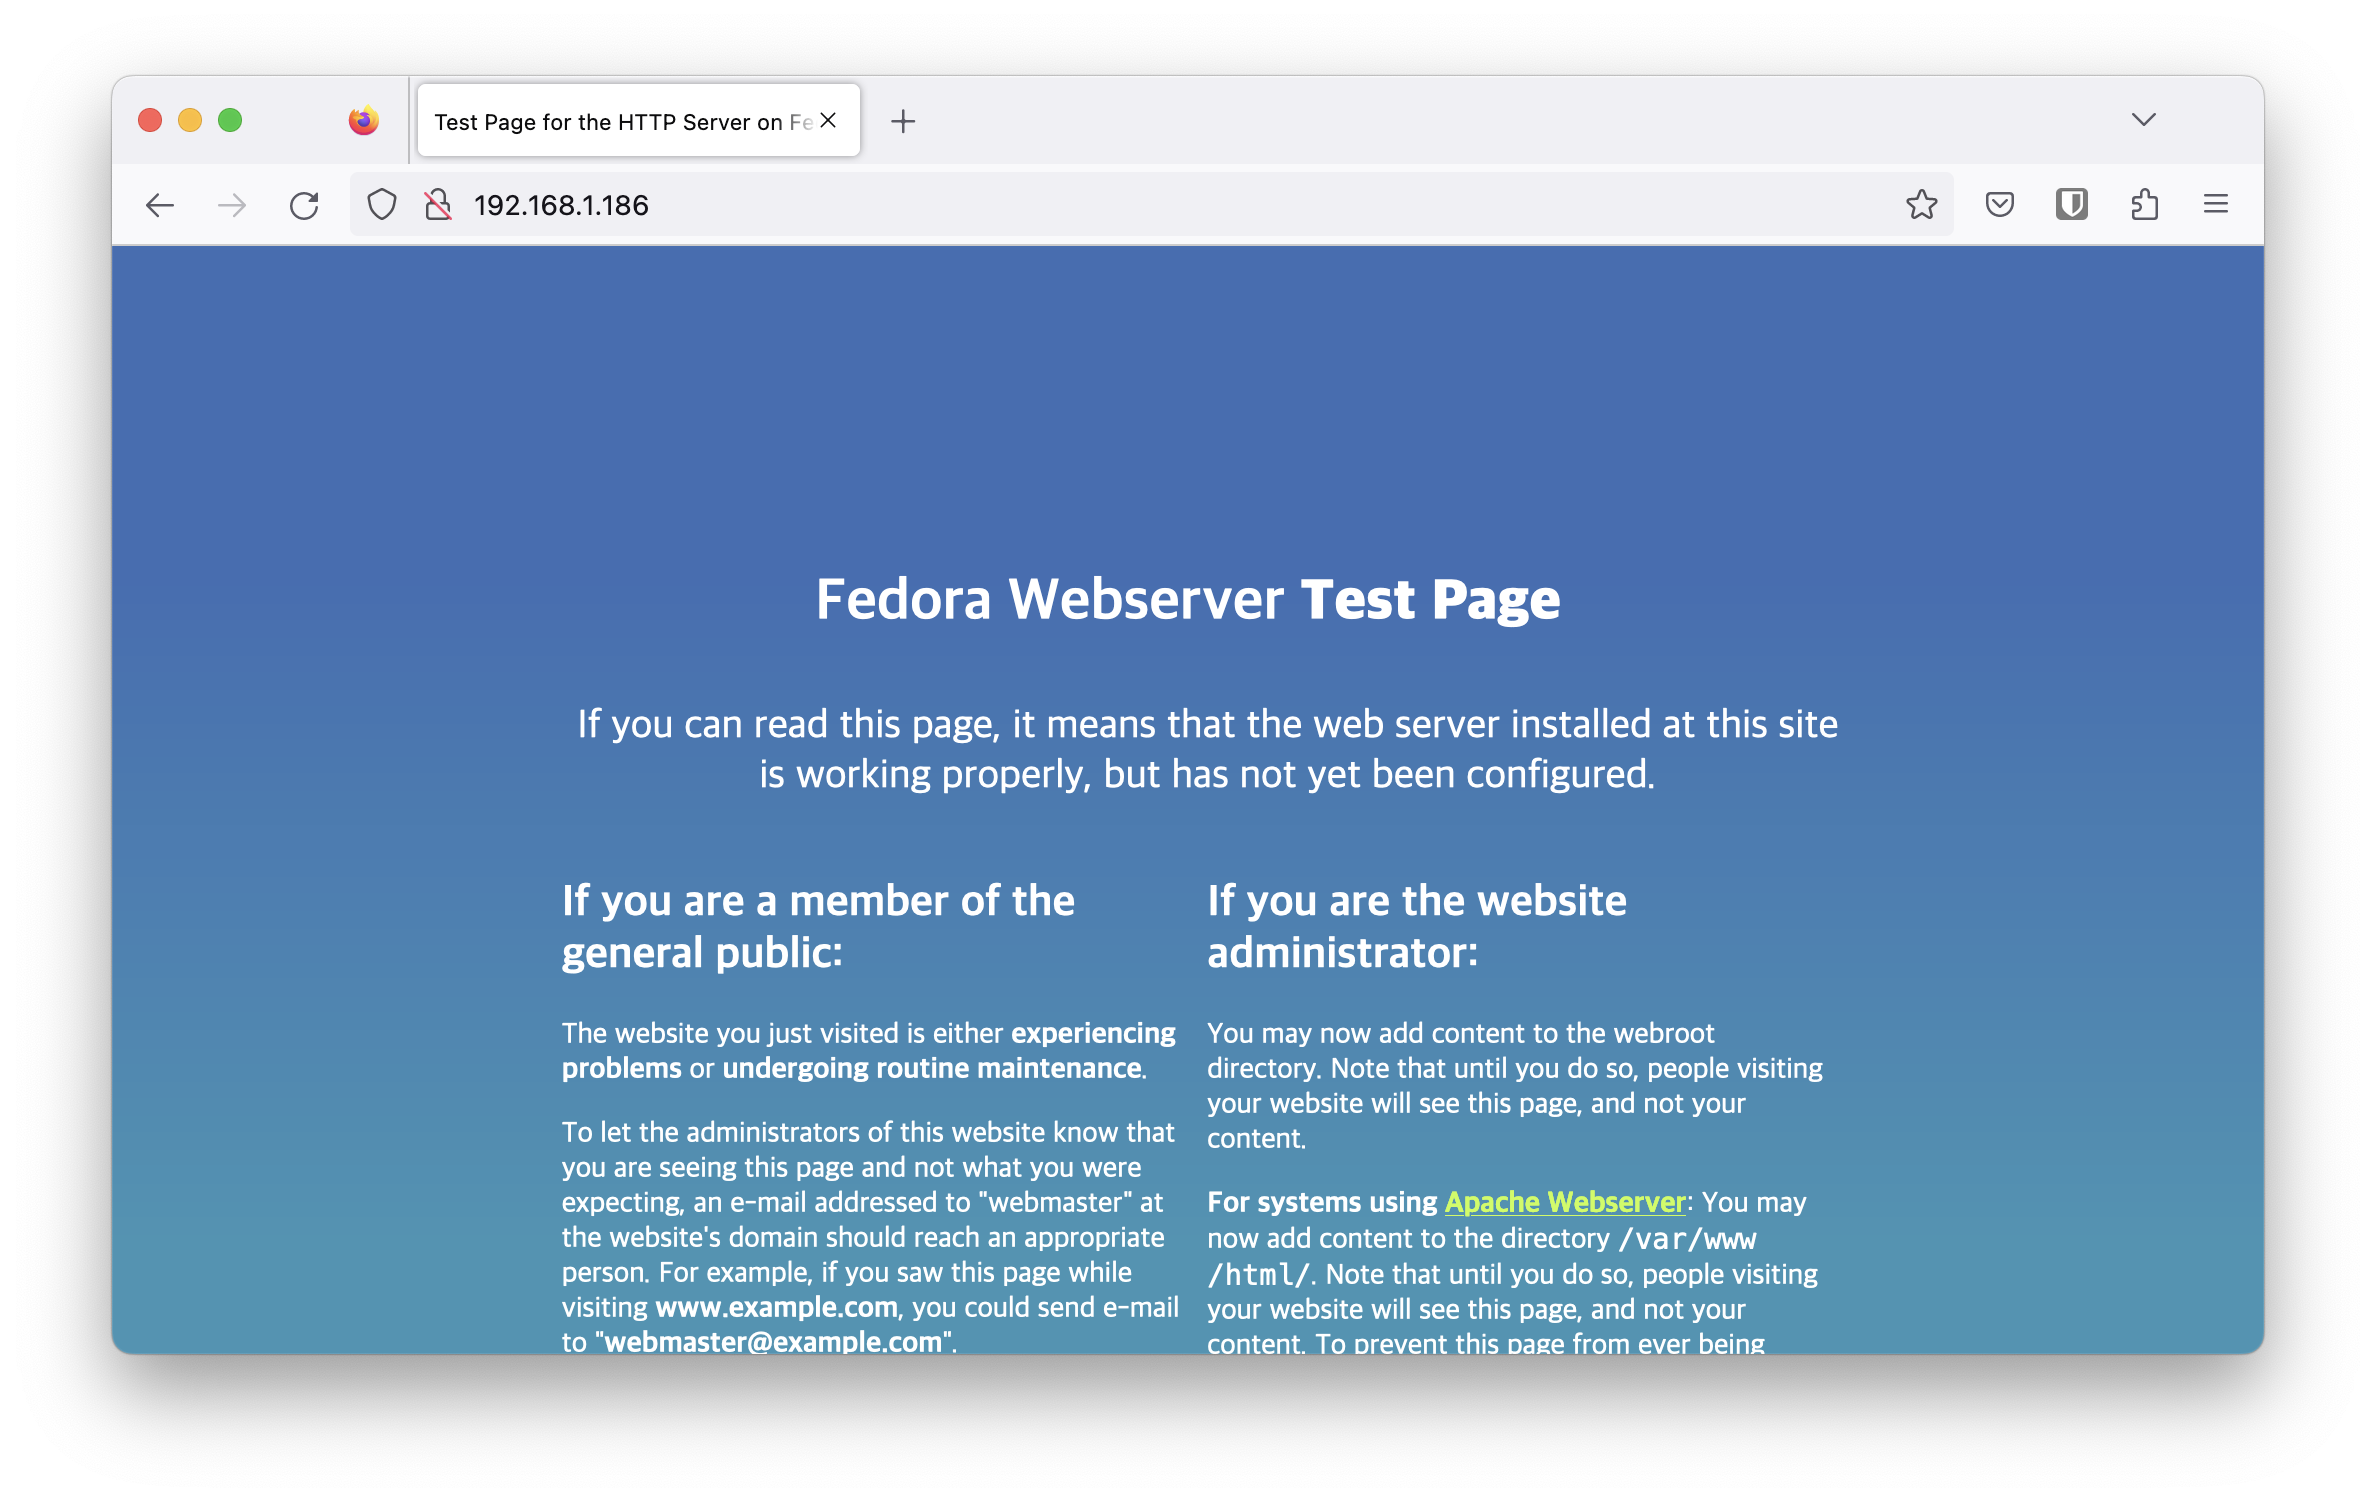 Test Page for the HTTP Server on Fe
192.168.1.186
Fedora Webserver Test Page
If you can read this page, it means that the web server installed at this site
is working properly, but has not yet been configured.
If you are a member of the
general public:
The website you just visited is either experiencing
problems or undergoing routine maintenance.
To let the administrators of this website know that
you are seeing this page and not what you were
expecting, an e-mail addressed to "webmaster" at
the website's domain should reach an appropriate
person. For example, if you saw this page while
visiting www.example.com, you could send e-mail
to "webmaster@example.com".
If you are the website
administrator:
You may now add content to the webroot
directory. Note that until you do so, people visiting
your website will see this page, and not your
content.
For systems using Apache Webserver: You may
now add content to the directory /var/www
/html/. Note that until you do so, people visiting
your website will see this page, and not your
content. To prevent this page from ever being